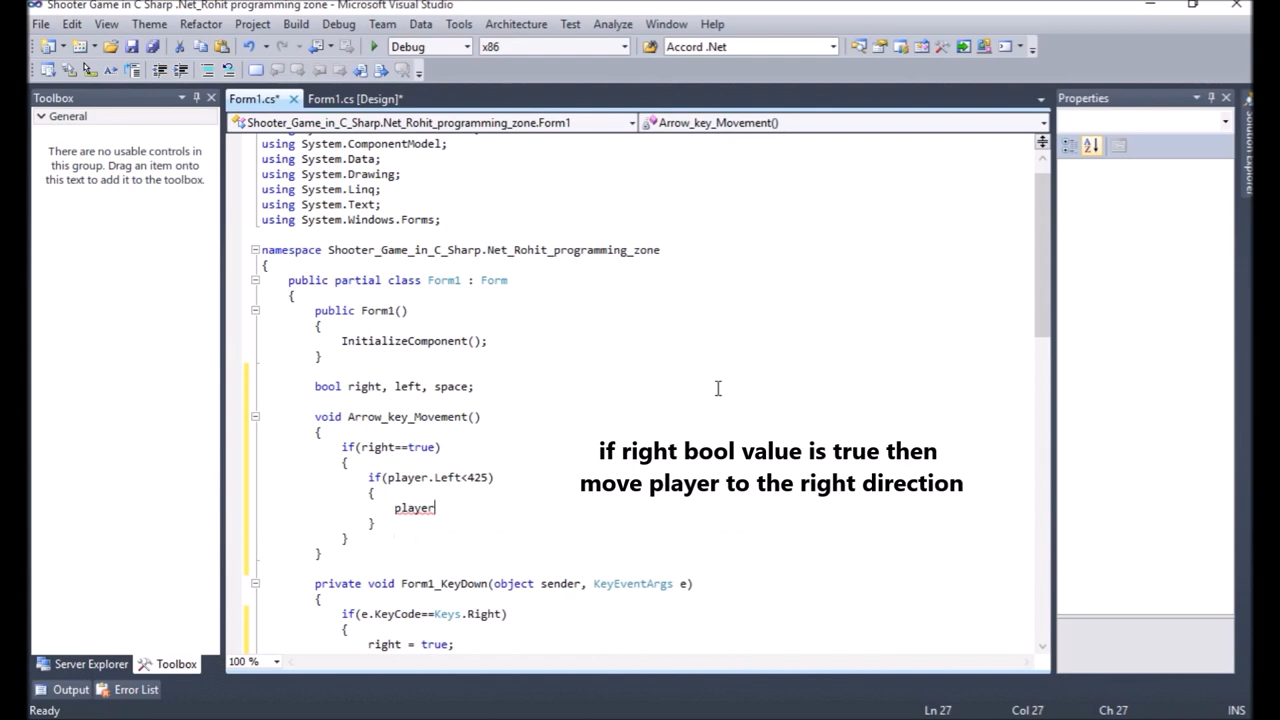 Shooter Game in C Sharp .Net_Rohit programming zone - Microsoft Visual Studio
File Edit View Theme Refactor Project Build Debug Team Data Tools Architecture Test Analyze Window Help
Debug x86 Accord .Net
Toolbox
General
There are no usable controls in
this group. Drag an item onto
this text to add it to the toolbox.
Server Explorer Toolbox
Form1.cs* Form1.cs [Design]*
Shooter_Game_in_C_Sharp.Net_Rohit_programming_zone.Form1 Arrow_key_Movement()
using System.ComponentModel;
using System.Data;
using System.Drawing;
using System.Linq;
using System.Text;
using System.Windows.Forms;
namespace Shooter_Game_in_C_Sharp.Net_Rohit_programming_zone
{
public partial class Form1 : Form
{
public Form1()
{
InitializeComponent();
}
bool right, left, space;
void Arrow_key_Movement()
{
if(right==true)
{
if(player.Left<425)
{
player
}
}
}
private void Form1_KeyDown(object sender, KeyEventArgs e)
{
if(e.KeyCode==Keys.Right)
{
right = true;
if right bool value is true then
move player to the right direction
100 %
Properties
Solution Explorer
Output Error List
Ready Ln 27 Col 27 Ch 27 INS